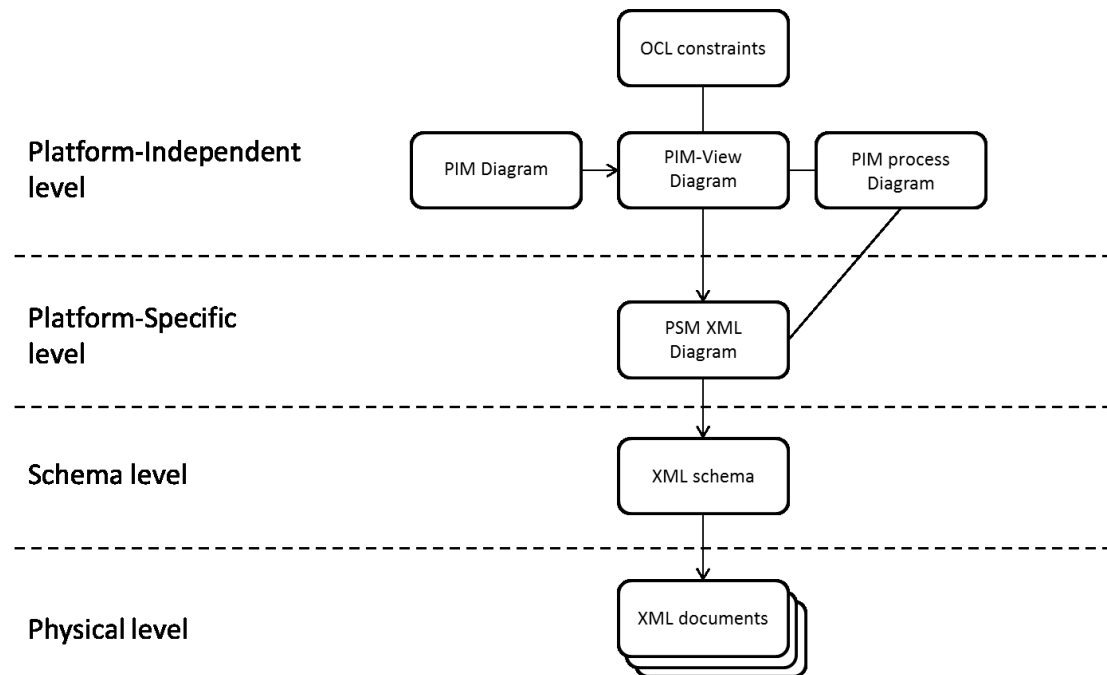 OCL constraints
Platform-Independent
level
PIM Diagram
PIM-View
Diagram
PIM process
Diagram
Platform-Specific
level
PSM XML
Diagram
Schema level
XML schema
Physical level
XML documents